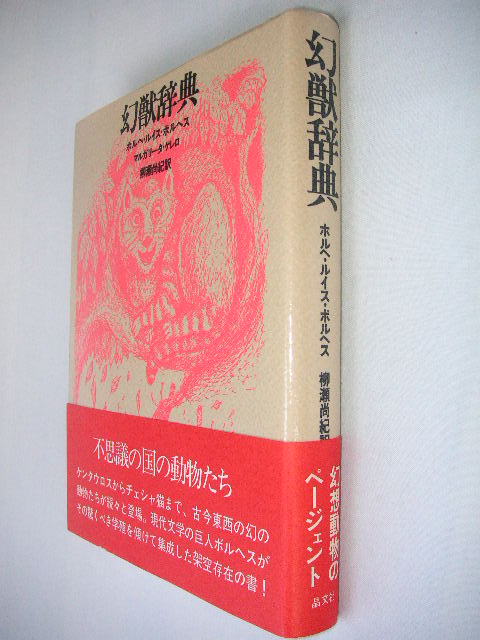 幻獣辞典
ホルヘ・ルイス・ボルヘス
マルガリータ・ゲレロ
柳瀬尚紀訳
不思議の国の動物たち
ケンタウロスからチェシャ猫まで、古今東西の幻の
動物たちが続々と登場。現代文学の巨人ボルヘスが
その驚くべき学殖を傾けて集成した架空存在の書！
幻獣辞典
ホルヘ・ルイス・ボルヘス
柳瀬尚紀訳
幻想動物の
ページェント
晶文社